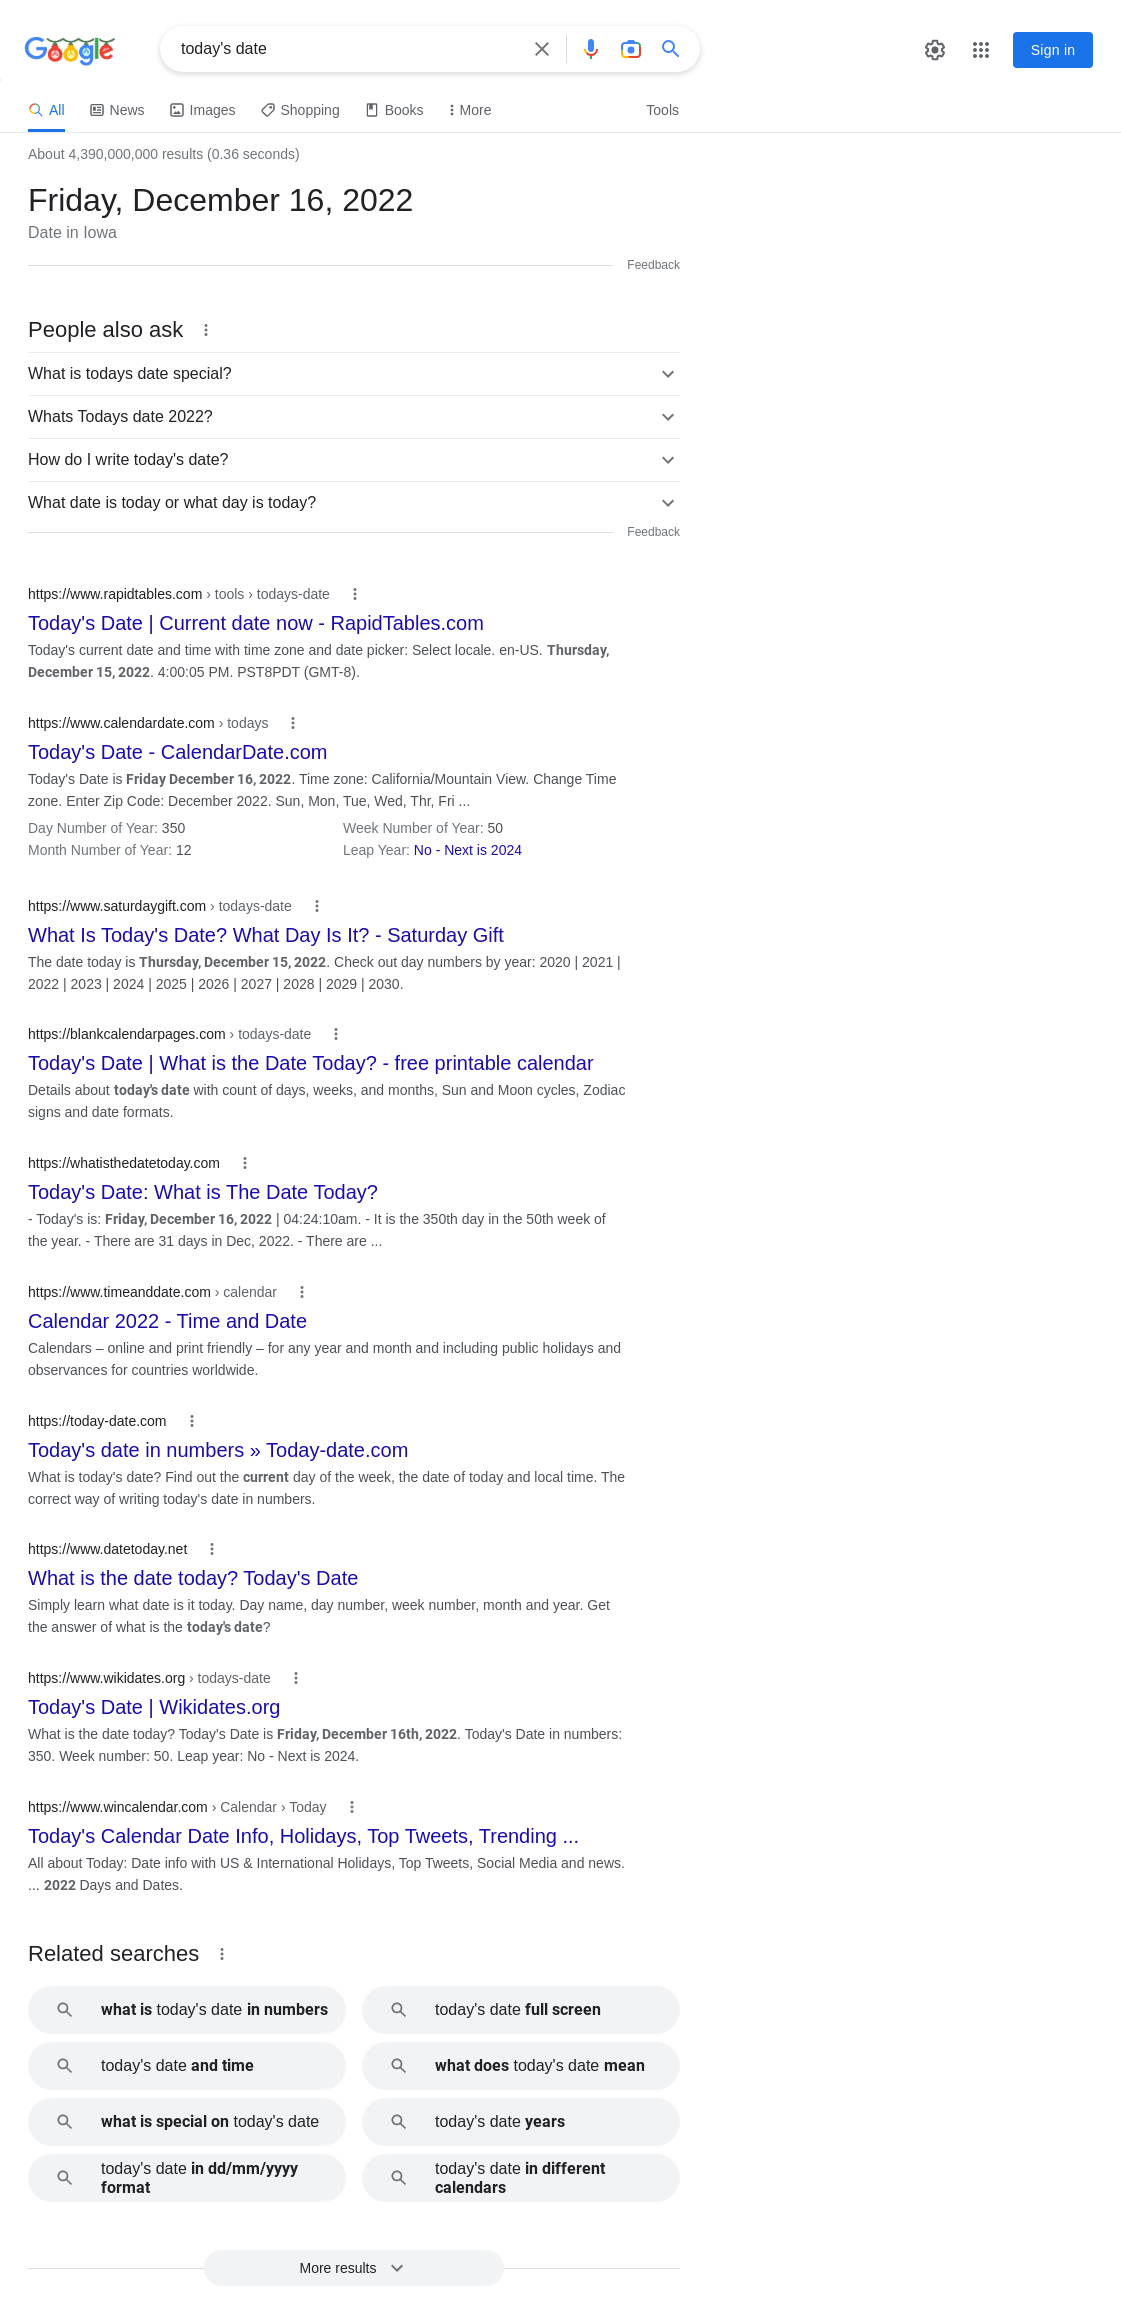 Google
today's date
Sign in
All News Images Shopping Books More Tools
About 4,390,000,000 results (0.36 seconds)
Friday, December 16, 2022
Date in Iowa
Feedback
People also ask
What is todays date special?
Whats Todays date 2022?
How do I write today's date?
What date is today or what day is today?
Feedback
https://www.rapidtables.com › tools › todays-date
Today's Date | Current date now - RapidTables.com
Today's current date and time with time zone and date picker: Select locale. en-US. Thursday,
December 15, 2022. 4:00:05 PM. PST8PDT (GMT-8).
https://www.calendardate.com › todays
Today's Date - CalendarDate.com
Today's Date is Friday December 16, 2022. Time zone: California/Mountain View. Change Time
zone. Enter Zip Code: December 2022. Sun, Mon, Tue, Wed, Thr, Fri ...
Day Number of Year: 350 Week Number of Year: 50
Month Number of Year: 12 Leap Year: No - Next is 2024
https://www.saturdaygift.com › todays-date
What Is Today's Date? What Day Is It? - Saturday Gift
The date today is Thursday, December 15, 2022. Check out day numbers by year: 2020 | 2021 |
2022 | 2023 | 2024 | 2025 | 2026 | 2027 | 2028 | 2029 | 2030.
https://blankcalendarpages.com › todays-date
Today's Date | What is the Date Today? - free printable calendar
Details about today's date with count of days, weeks, and months, Sun and Moon cycles, Zodiac
signs and date formats.
https://whatisthedatetoday.com
Today's Date: What is The Date Today?
- Today's is: Friday, December 16, 2022 | 04:24:10am. - It is the 350th day in the 50th week of
the year. - There are 31 days in Dec, 2022. - There are ...
https://www.timeanddate.com › calendar
Calendar 2022 - Time and Date
Calendars – online and print friendly – for any year and month and including public holidays and
observances for countries worldwide.
https://today-date.com
Today's date in numbers » Today-date.com
What is today's date? Find out the current day of the week, the date of today and local time. The
correct way of writing today's date in numbers.
https://www.datetoday.net
What is the date today? Today's Date
Simply learn what date is it today. Day name, day number, week number, month and year. Get
the answer of what is the today's date?
https://www.wikidates.org › todays-date
Today's Date | Wikidates.org
What is the date today? Today's Date is Friday, December 16th, 2022. Today's Date in numbers:
350. Week number: 50. Leap year: No - Next is 2024.
https://www.wincalendar.com › Calendar › Today
Today's Calendar Date Info, Holidays, Top Tweets, Trending ...
All about Today: Date info with US & International Holidays, Top Tweets, Social Media and news.
... 2022 Days and Dates.
Related searches
what is today's date in numbers
today's date full screen
today's date and time
what does today's date mean
what is special on today's date
today's date years
today's date in dd/mm/yyyy
format
today's date in different
calendars
More results